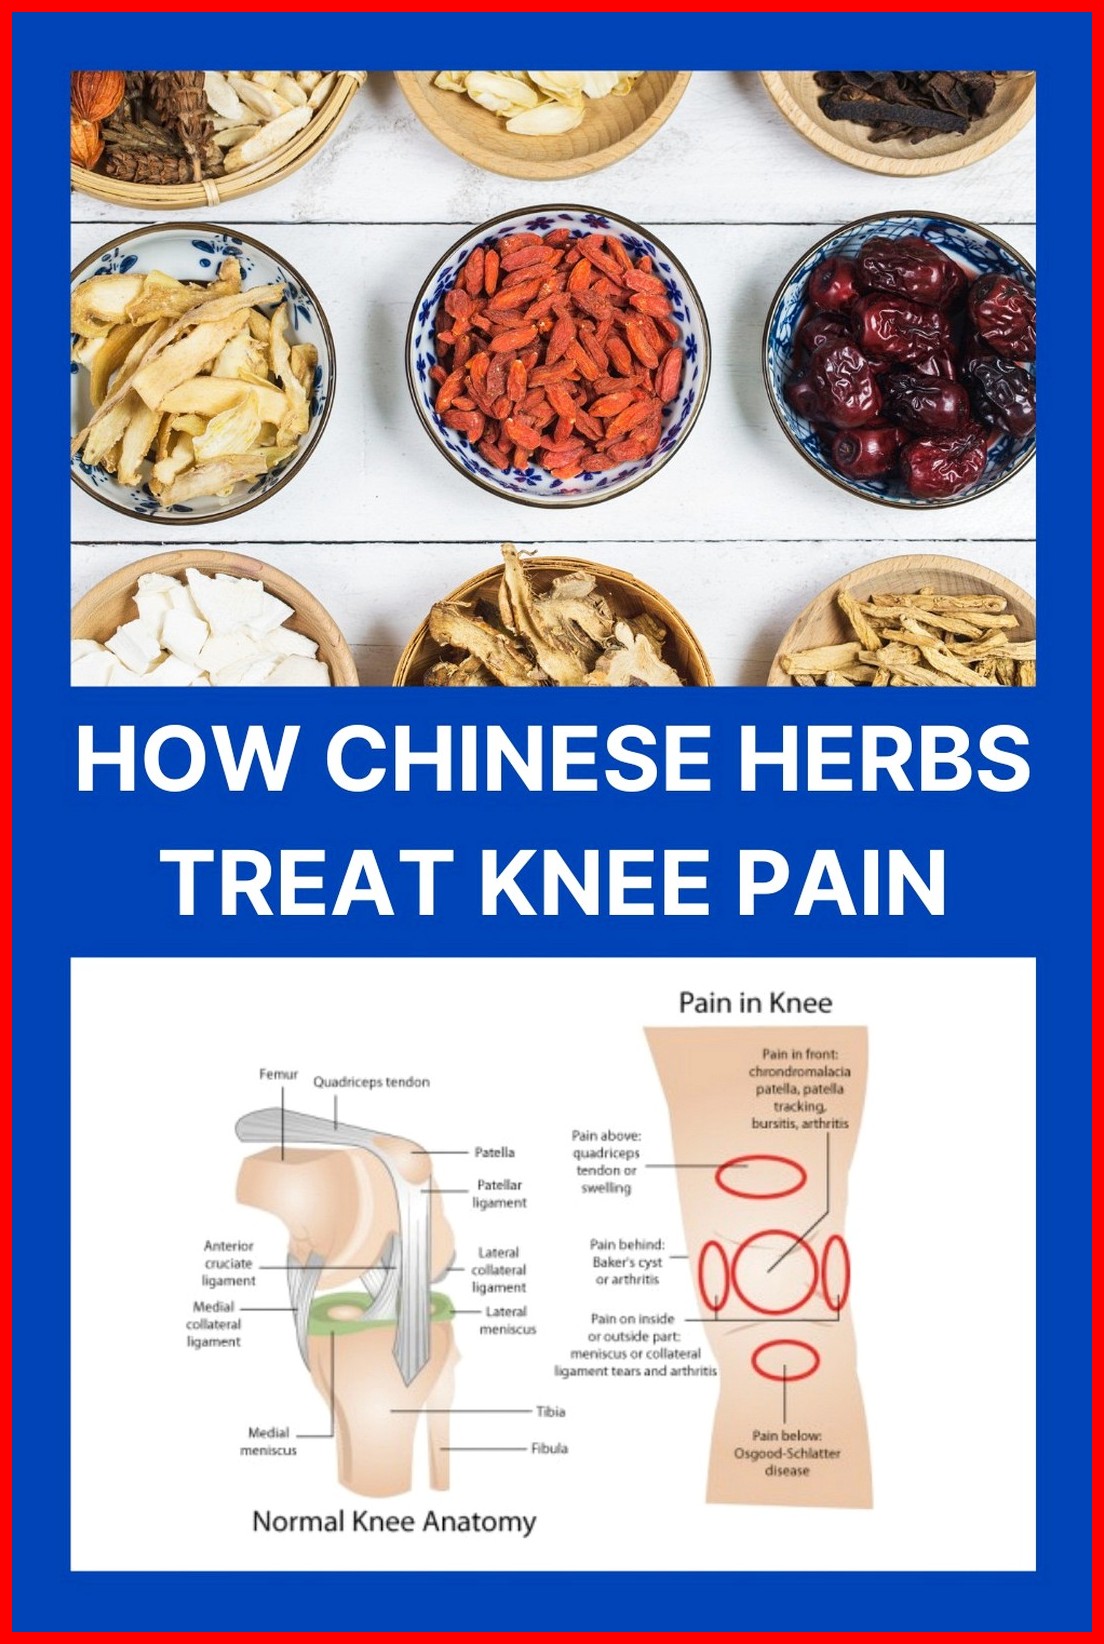 HOW CHINESE HERBS
TREAT KNEE PAIN
Femur
Quadriceps tendon
Patella
Patellar
ligament
Anterior
cruciate
ligament
Lateral
collateral
ligament
Medial
collateral
ligament
Lateral
meniscus
Medial
meniscus
Tibia
Fibula
Normal Knee Anatomy
Pain in Knee
Pain in front:
chrondromalacia
patella, patella
tracking,
bursitis, arthritis
Pain above:
quadriceps
tendon or
swelling
Pain behind:
Baker's cyst
or arthritis
Pain on inside
or outside part:
meniscus or collateral
ligament tears and arthritis
Pain below:
Osgood-Schlatter
disease